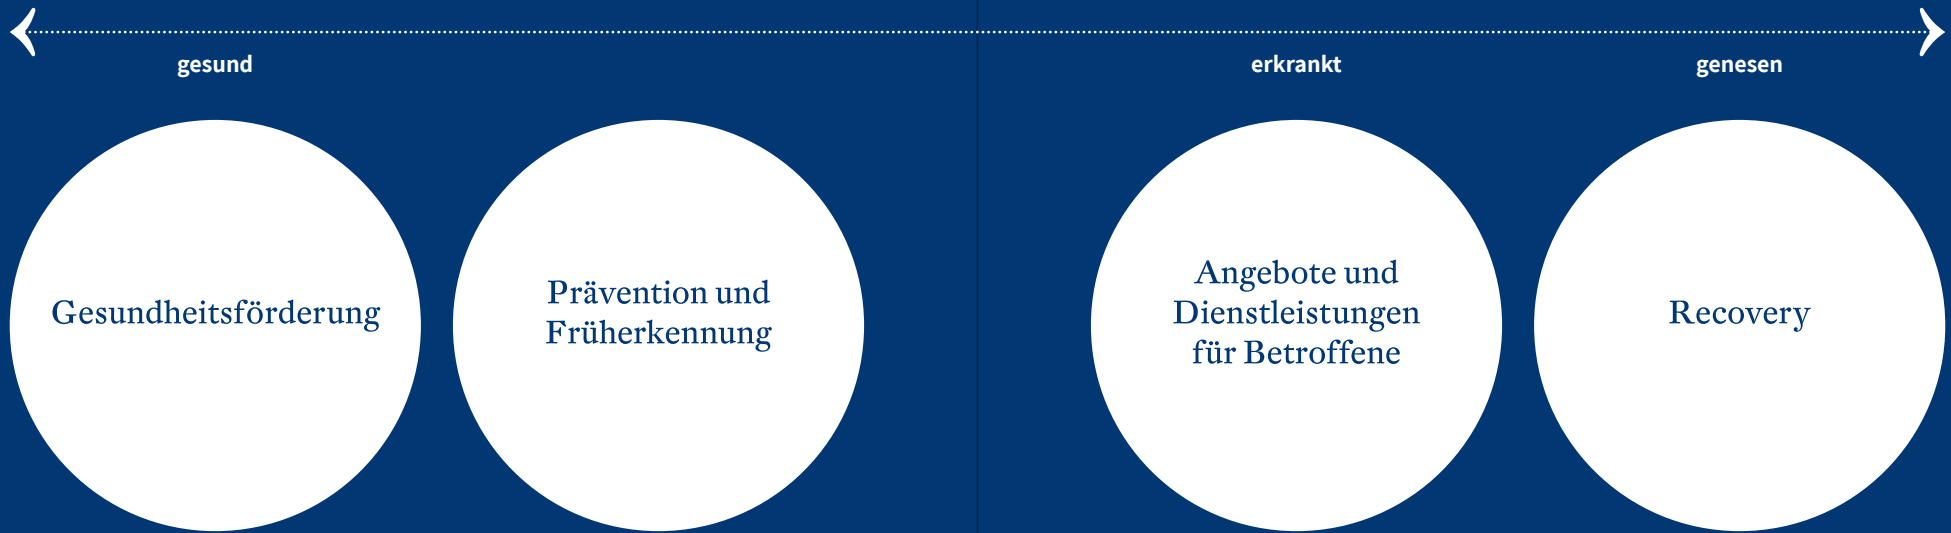 gesund
erkrankt
genesen
Gesundheitsförderung
Prävention und
Früherkennung
Angebote und
Dienstleistungen
für Betroffene
Recovery